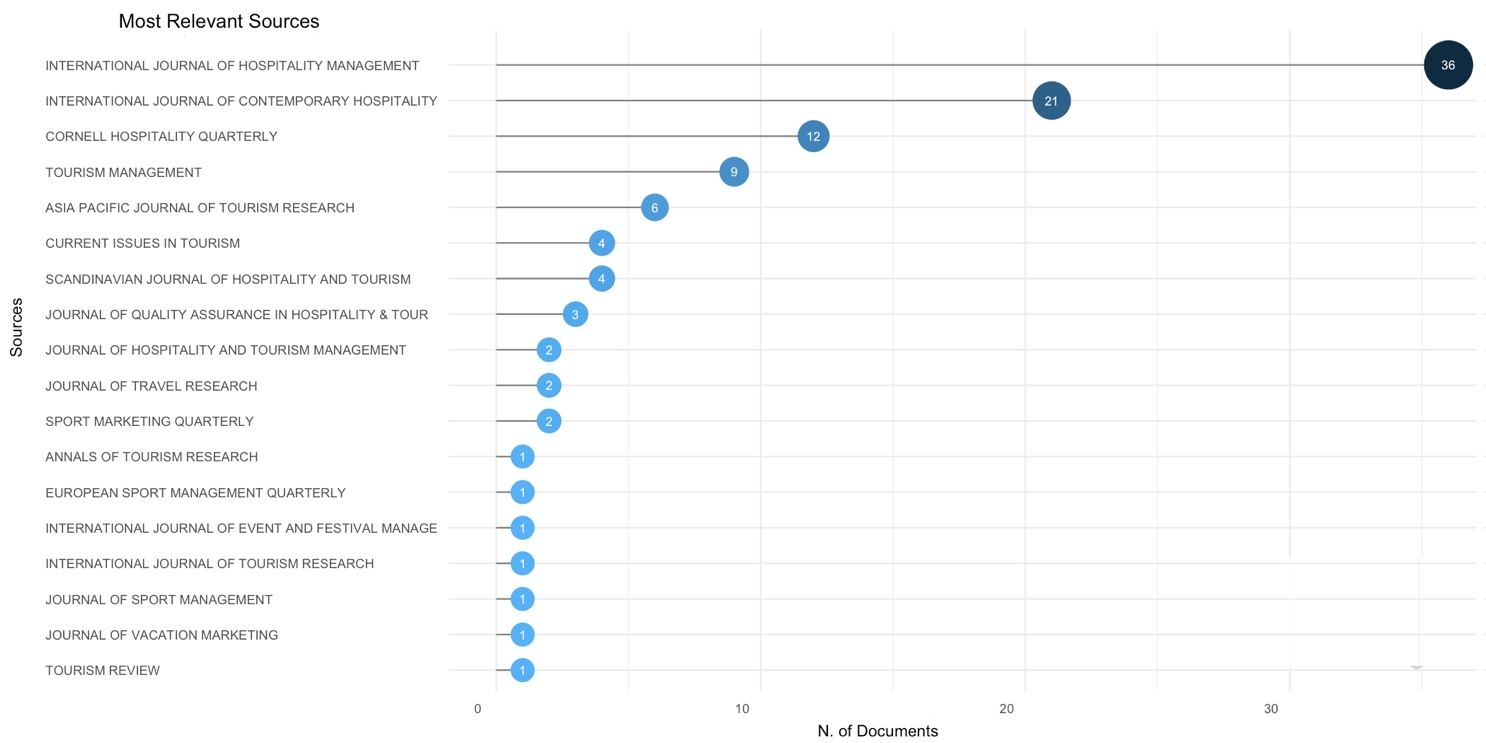 Most Relevant Sources
INTERNATIONAL JOURNAL OF HOSPITALITY MANAGEMENT 36
INTERNATIONAL JOURNAL OF CONTEMPORARY HOSPITALITY 21
CORNELL HOSPITALITY QUARTERLY 12
TOURISM MANAGEMENT 9
ASIA PACIFIC JOURNAL OF TOURISM RESEARCH 6
CURRENT ISSUES IN TOURISM 4
SCANDINAVIAN JOURNAL OF HOSPITALITY AND TOURISM 4
JOURNAL OF QUALITY ASSURANCE IN HOSPITALITY & TOUR 3
Sources
JOURNAL OF HOSPITALITY AND TOURISM MANAGEMENT 2
JOURNAL OF TRAVEL RESEARCH 2
SPORT MARKETING QUARTERLY 2
ANNALS OF TOURISM RESEARCH 1
EUROPEAN SPORT MANAGEMENT QUARTERLY 1
INTERNATIONAL JOURNAL OF EVENT AND FESTIVAL MANAGE 1
INTERNATIONAL JOURNAL OF TOURISM RESEARCH 1
JOURNAL OF SPORT MANAGEMENT 1
JOURNAL OF VACATION MARKETING 1
TOURISM REVIEW 1
0 10 20 30
N. of Documents